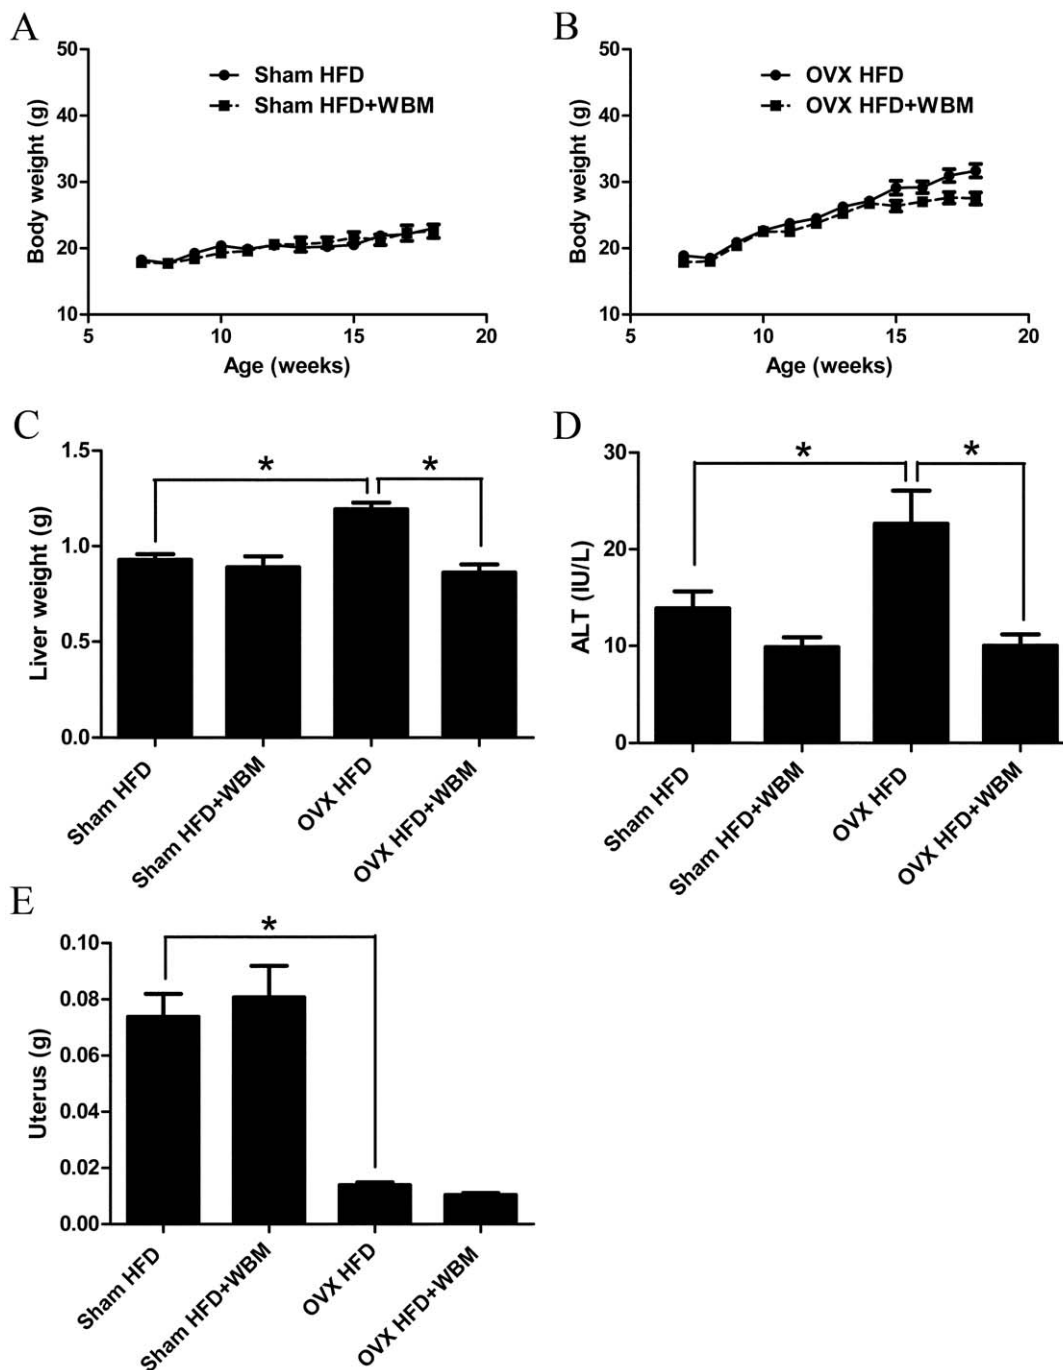 A
B
50
40
30
20
10
Body weight (g)
Sham HFD
Sham HFD+WBM
5
10
15
20
Age (weeks)
50
40
30
20
10
Body weight (g)
OVX HFD
OVX HFD+WBM
5
10
15
20
Age (weeks)
C
D
1.5
1.0
0.5
0.0
Liver weight (g)
*
*
Sham HFD
Sham HFD+WBM
OVX HFD
OVX HFD+WBM
30
20
10
0
ALT (IU/L)
*
*
Sham HFD
Sham HFD+WBM
OVX HFD
OVX HFD+WBM
E
0.10
0.08
0.06
0.04
0.02
0.00
Uterus (g)
*
Sham HFD
Sham HFD+WBM
OVX HFD
OVX HFD+WBM